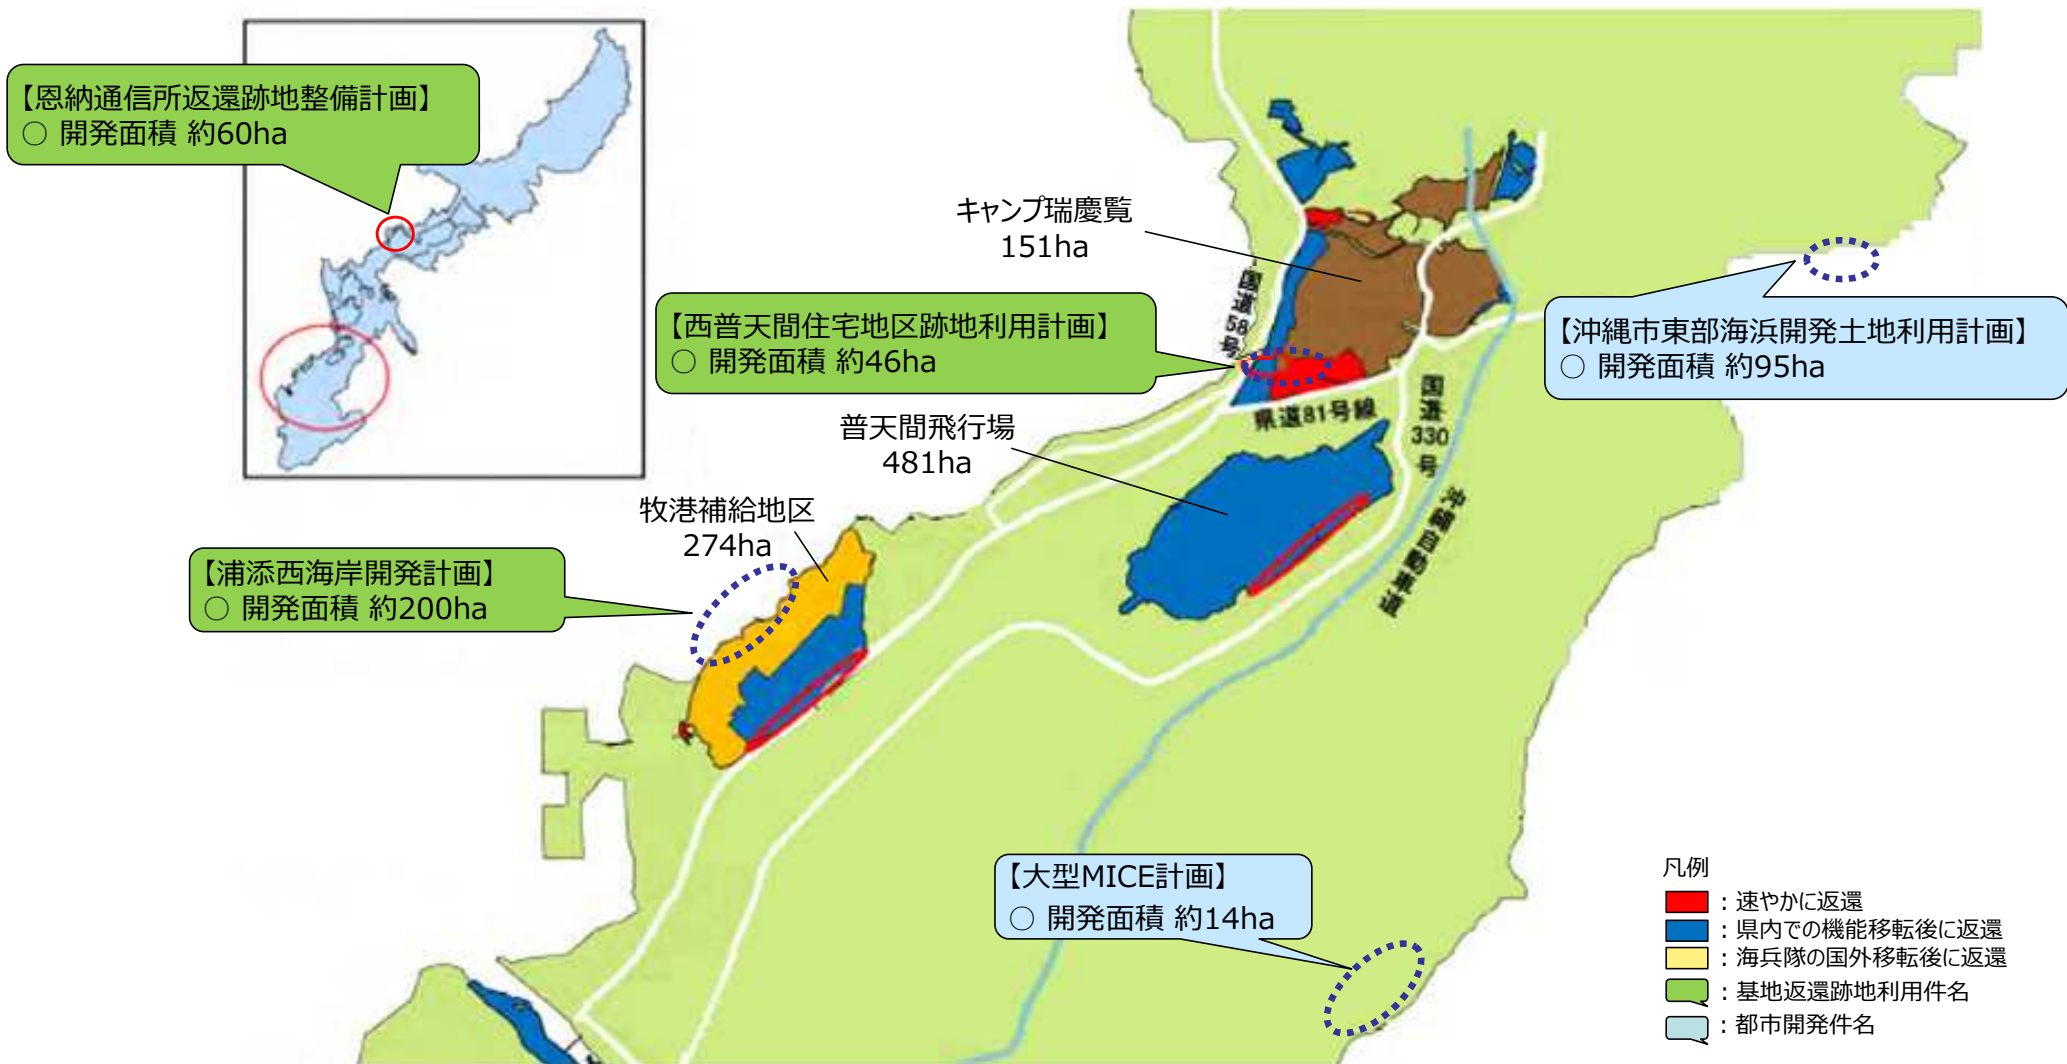 【恩納通信所返還跡地整備計画】
○ 開発面積 約60ha
キャンプ瑞慶覧
151ha
国道58号
【西普天間住宅地区跡地利用計画】
○ 開発面積 約46ha
【沖縄市東部海浜開発土地利用計画】
○ 開発面積 約95ha
県道81号線
国道330号
普天間飛行場
481ha
沖縄自動車道
牧港補給地区
274ha
【浦添西海岸開発計画】
○ 開発面積 約200ha
【大型MICE計画】
○ 開発面積 約14ha
凡例
：速やかに返還
：県内での機能移転後に返還
：海兵隊の国外移転後に返還
：基地返還跡地利用件名
：都市開発件名